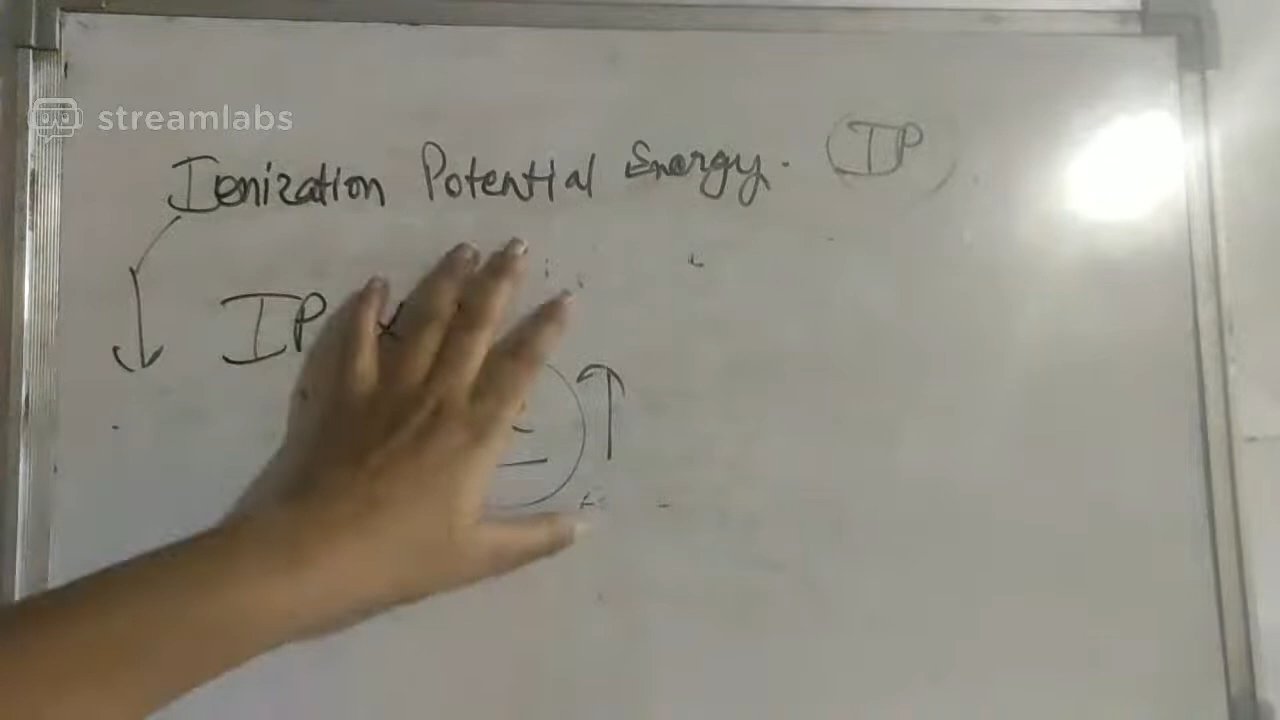 streamlabs
Ionization Potential Energy. (IP)
IP